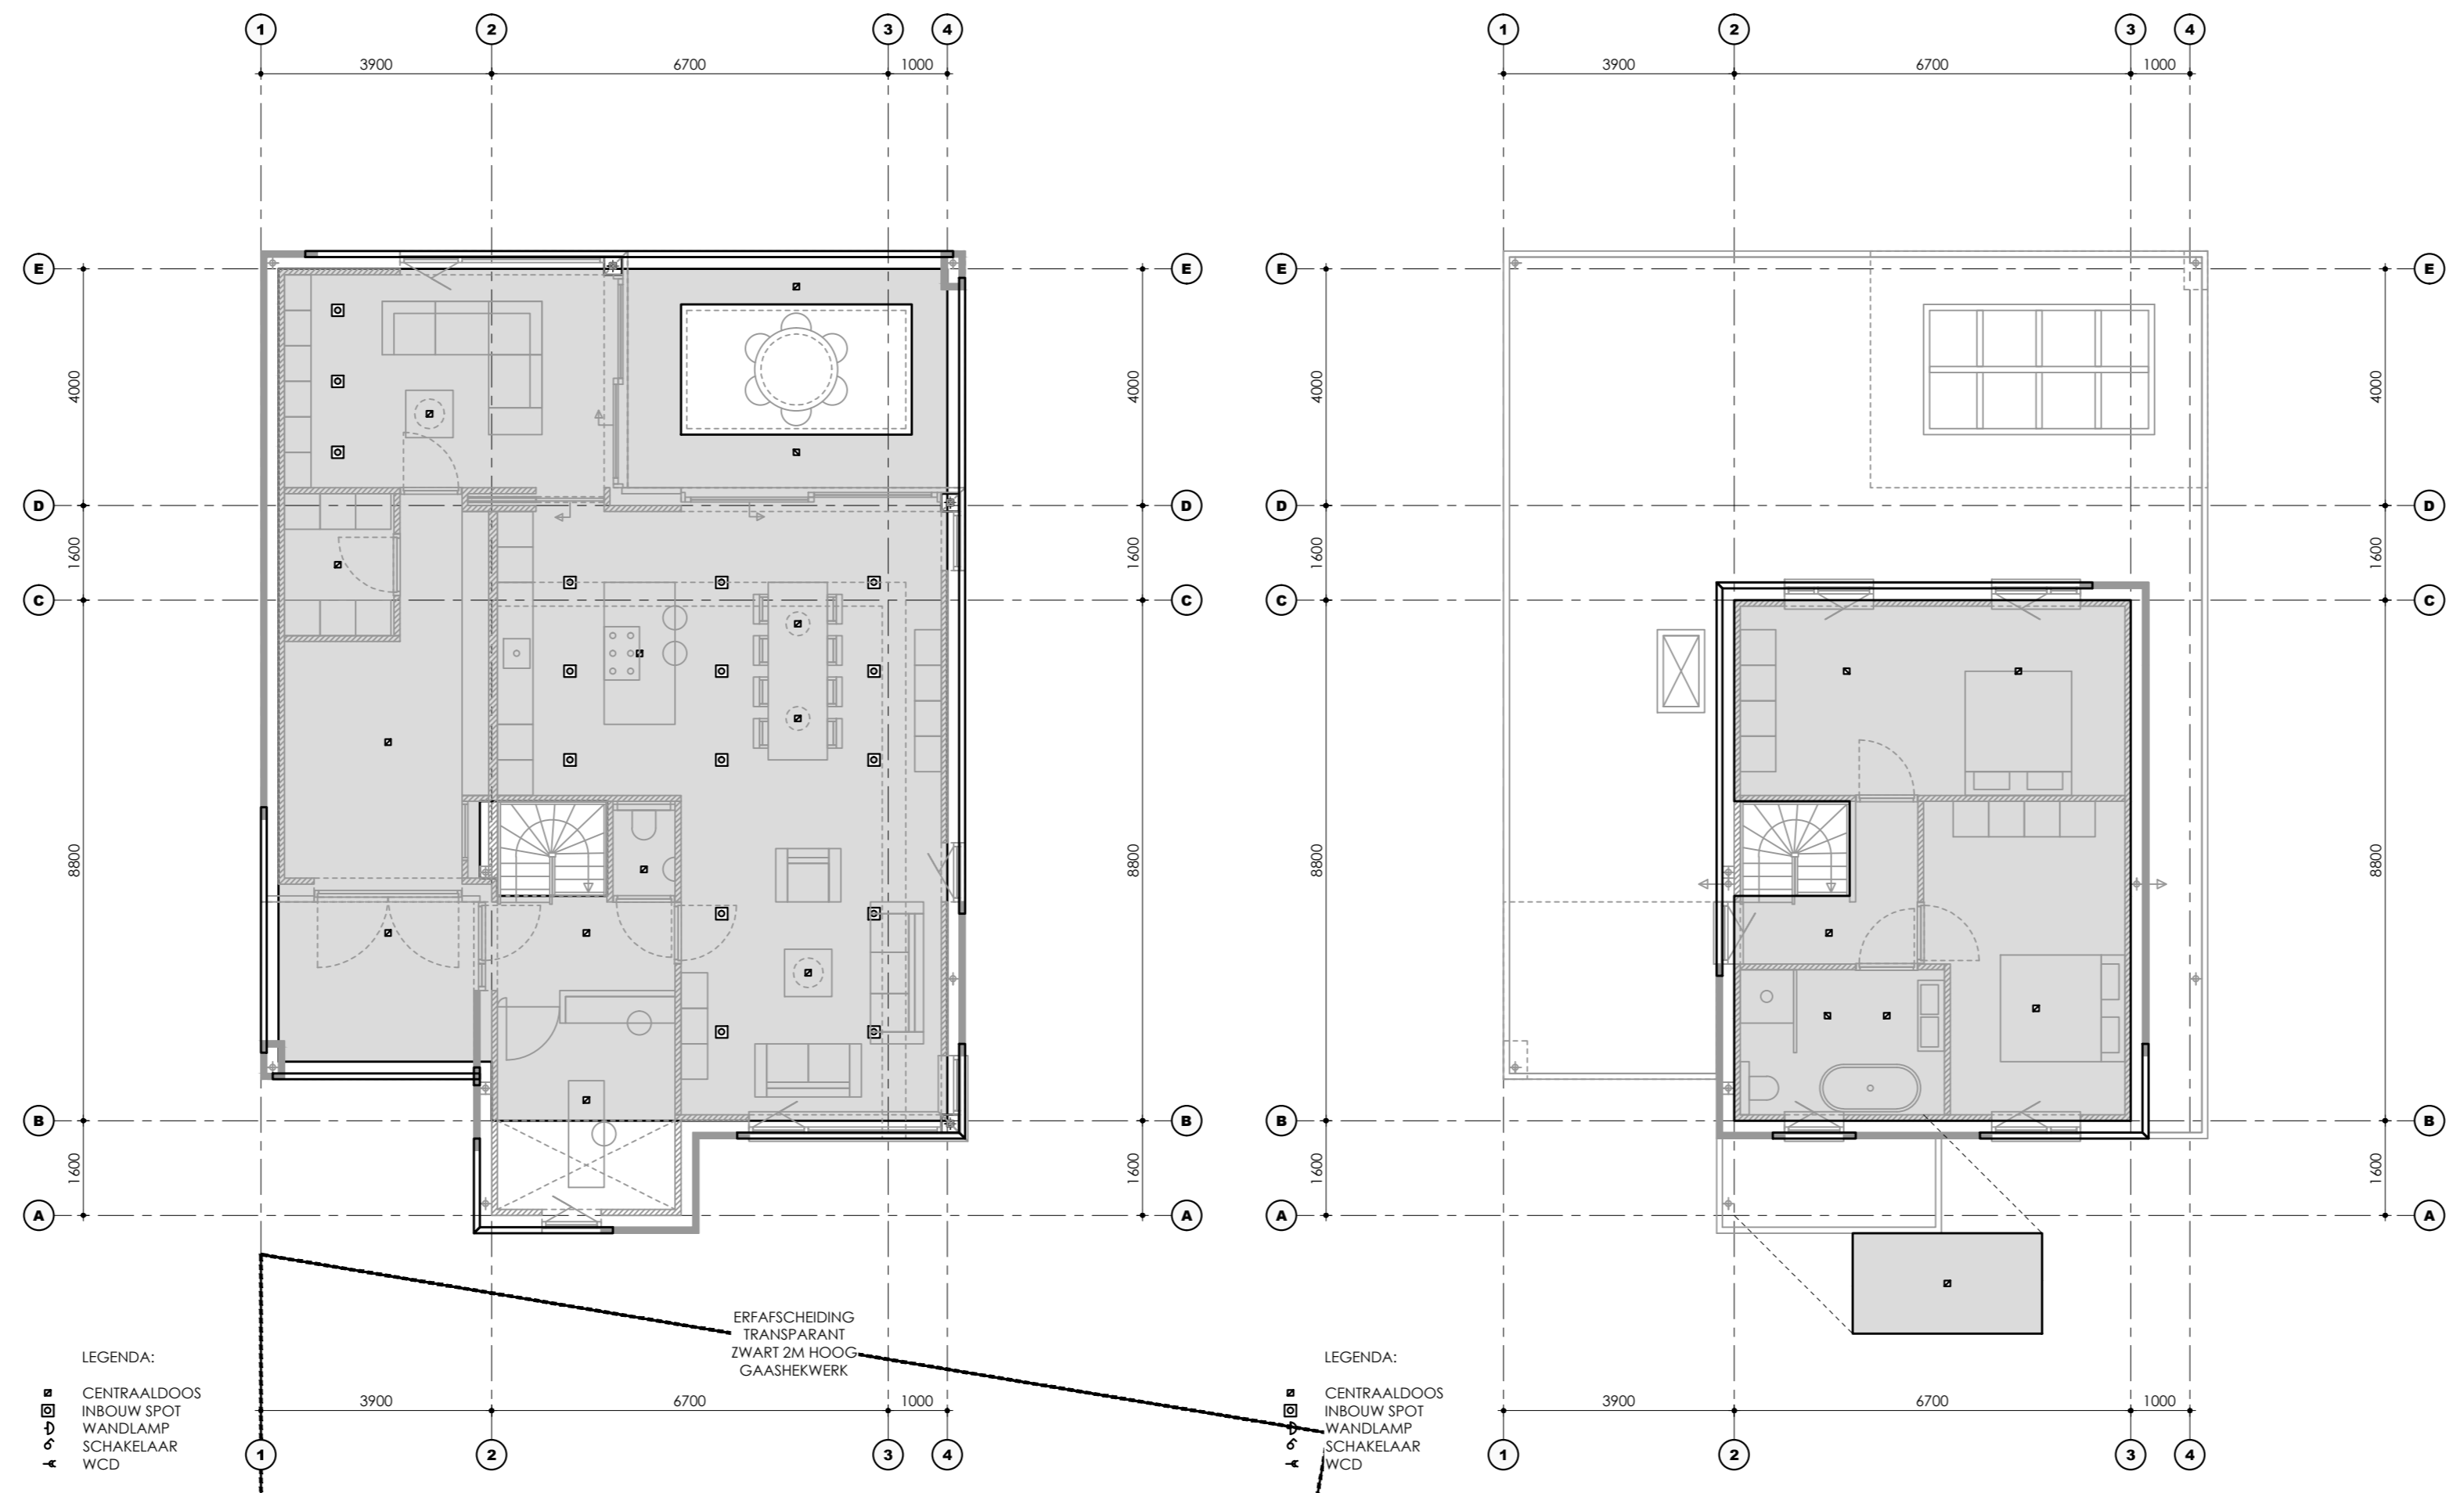 1 2 3 4
3900 6700 1000
1 2 3 4
3900 6700 1000
E E
4000 4000
D D
1600 1600
C C
8800 8800
B B
1600 1600
A A
E E
4000 4000
D D
1600 1600
C C
8800 8800
B B
1600 1600
A A
ERFAFSCHEIDING
TRANSPARANT
ZWART 2M HOOG
GAASHEKWERK
LEGENDA:
CENTRAALDOOS
INBOUW SPOT
WANDLAMP
SCHAKELAAR
WCD
3900 6700 1000
1 2 3 4
LEGENDA:
CENTRAALDOOS
INBOUW SPOT
WANDLAMP
SCHAKELAAR
WCD
3900 6700 1000
1 2 3 4